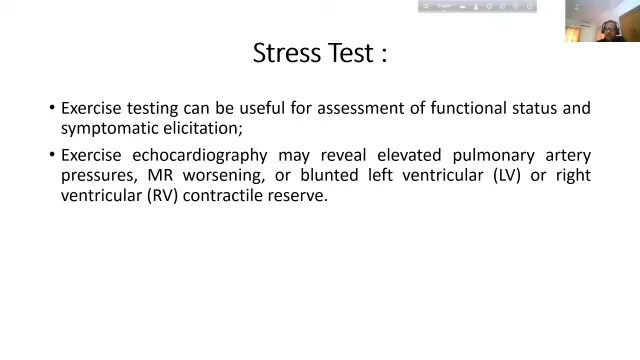 Stress Test :
• Exercise testing can be useful for assessment of functional status and
symptomatic elicitation;
• Exercise echocardiography may reveal elevated pulmonary artery
pressures, MR worsening, or blunted left ventricular (LV) or right
ventricular (RV) contractile reserve.